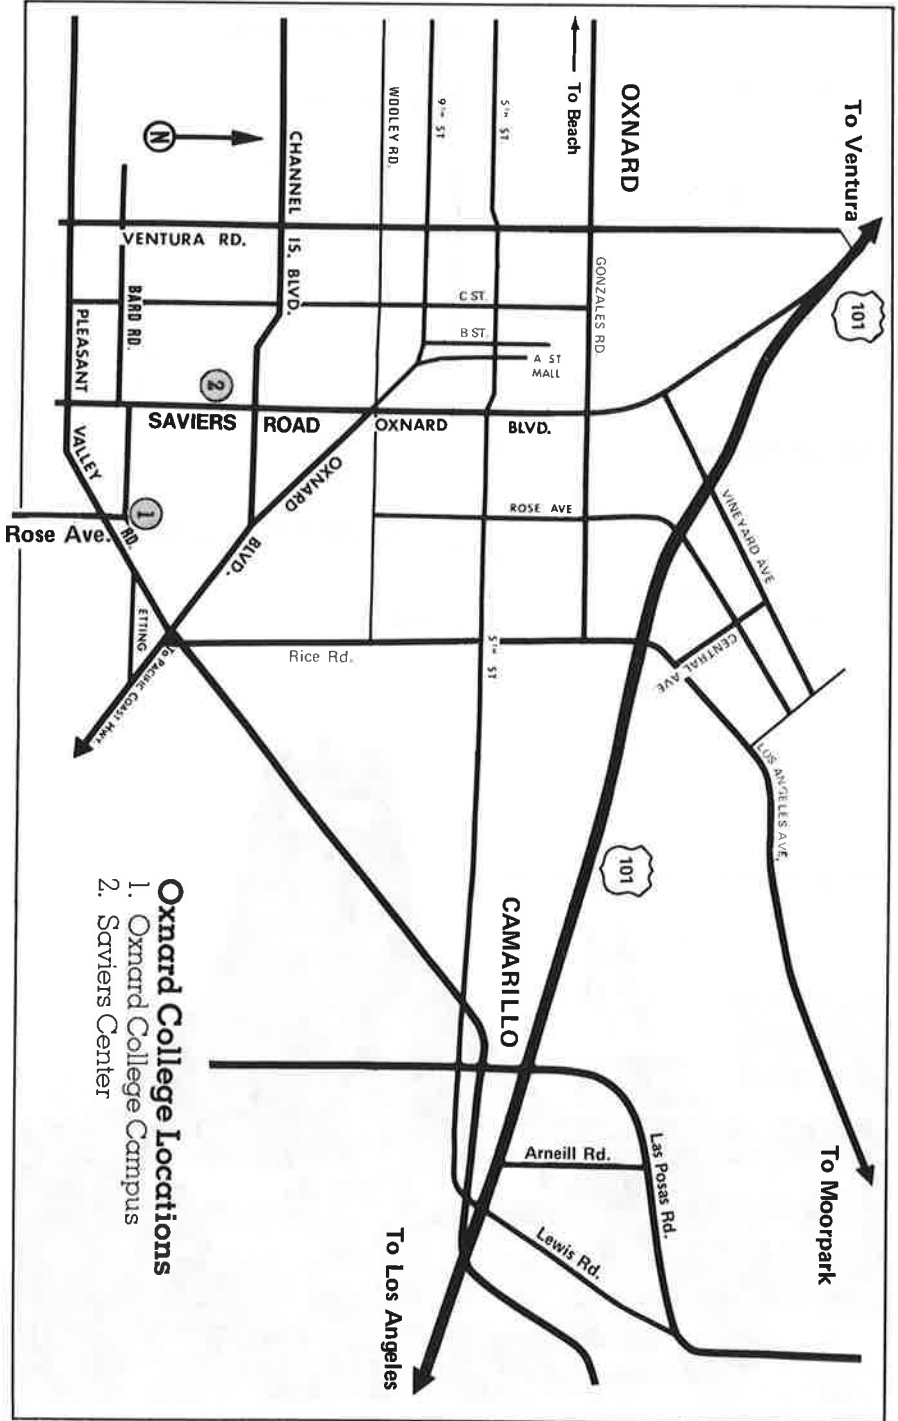 To Ventura
101
OXNARD
To Beach
GONZALES RD.
5TH ST
9TH ST
WOOLEY RD.
CHANNEL IS. BLVD.
N
VENTURA RD.
C ST.
B ST.
A ST
MALL
BARD RD.
PLEASANT VALLEY RD.
2
SAVIERS ROAD
OXNARD BLVD.
OXNARD BLVD.
VINEYARD AVE
ROSE AVE
1
Rose Ave.
ETTING
To PACIFIC COAST HWY.
Rice Rd.
5TH ST
CENTRAL AVE
LOS ANGELES AVE.
101
CAMARILLO
Las Posas Rd.
Arneill Rd.
Lewis Rd.
To Moorpark
To Los Angeles
Oxnard College Locations
1. Oxnard College Campus
2. Saviers Center